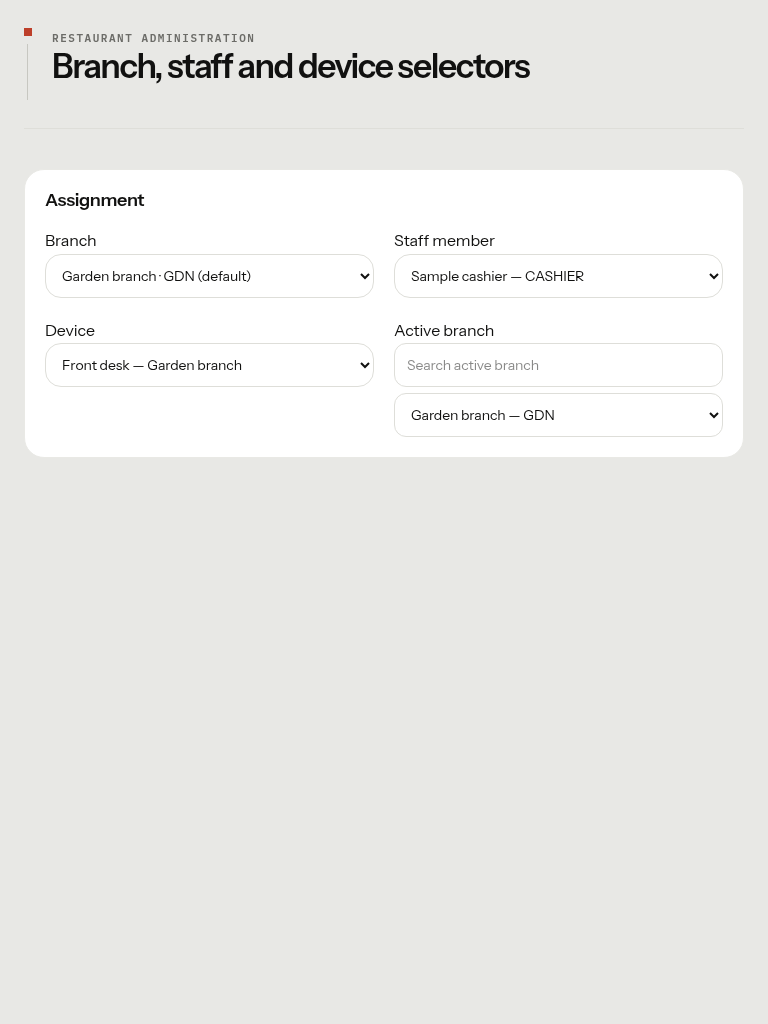 RESTAURANT ADMINISTRATION
Branch, staff and device selectors
Assignment
Branch
Garden branch · GDN (default)
Staff member
Sample cashier — CASHIER
Device
Front desk — Garden branch
Active branch
Search active branch
Garden branch — GDN